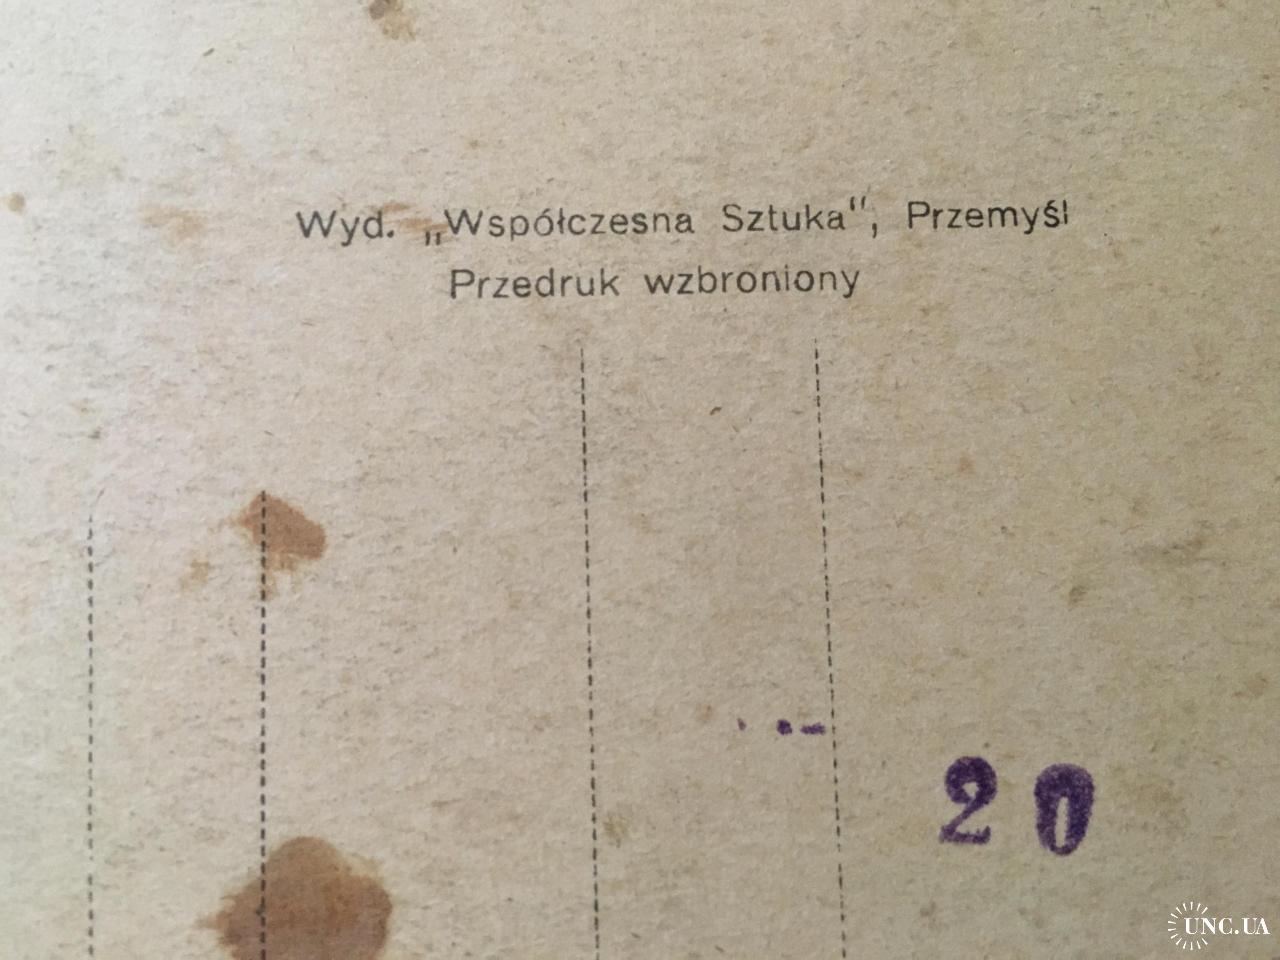 Wyd. „Współczesna Sztuka“, Przemyśl
Przedruk wzbroniony
20
UNC.UA